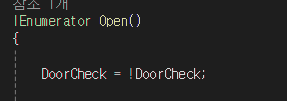 참조 1개
IEnumerator Open()
{
DoorCheck = !DoorCheck;